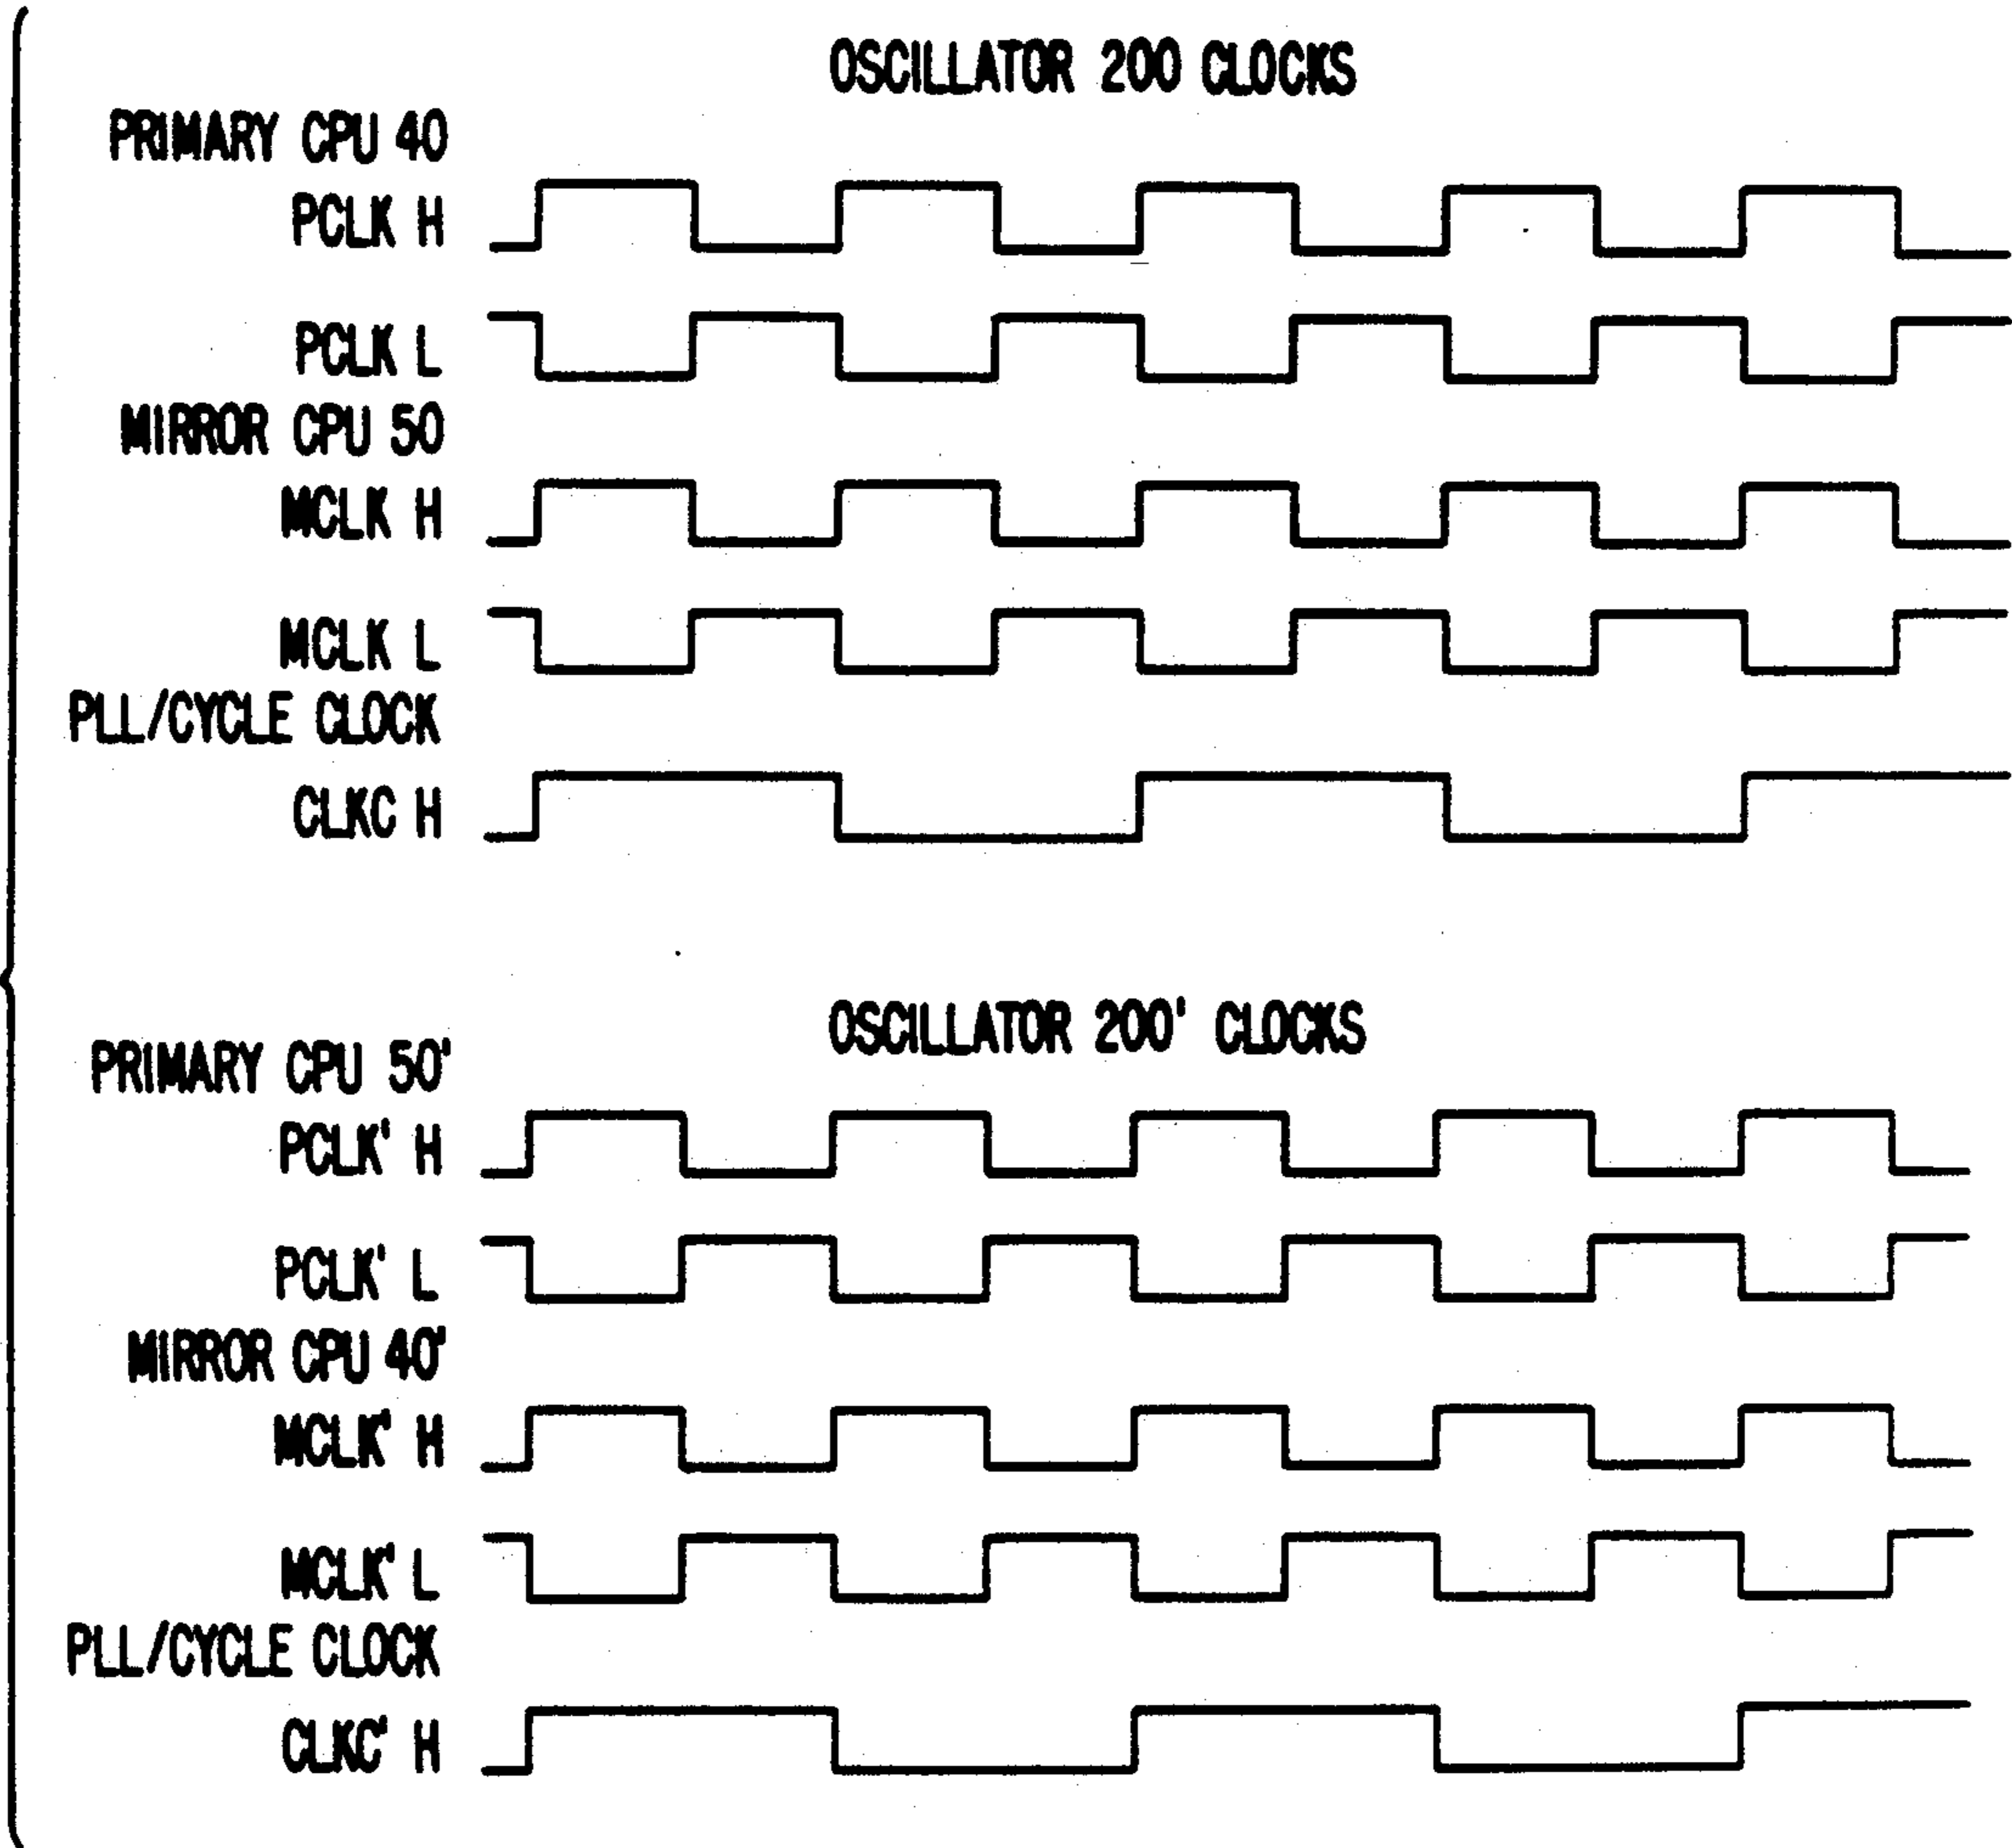 OSCILLATOR 200 CLOCKS
PRIMARY CPU 40
PCLK H
PCLK L
MIRROR CPU 50
MCLK H
MCLK L
PLL/CYCLE CLOCK
CLKC H
OSCILLATOR 200' CLOCKS
PRIMARY CPU 50'
PCLK' H
PCLK' L
MIRROR CPU 40'
MCLK' H
MCLK' L
PLL/CYCLE CLOCK
CLKC' H